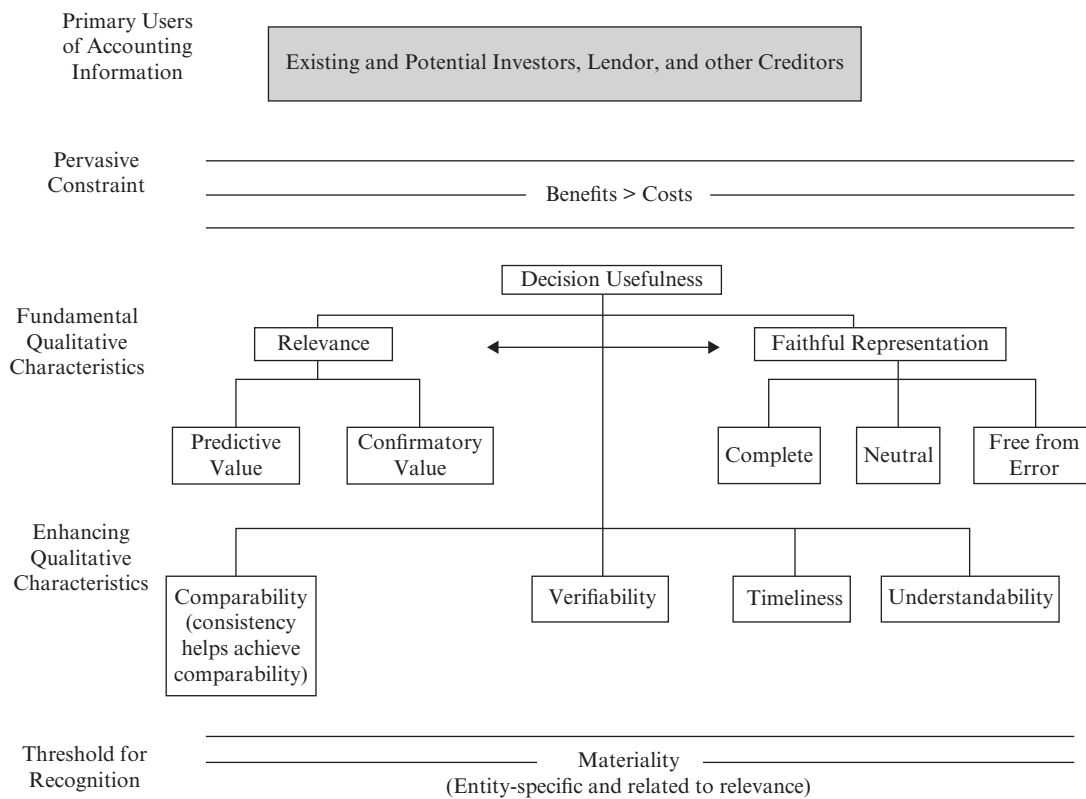 Primary Users
of Accounting
Information
Existing and Potential Investors, Lendor, and other Creditors
Pervasive
Constraint
Benefits > Costs
Decision Usefulness
Fundamental
Qualitative
Characteristics
Relevance
Faithful Representation
Predictive
Value
Confirmatory
Value
Complete
Neutral
Free from
Error
Enhancing
Qualitative
Characteristics
Comparability
(consistency
helps achieve
comparability)
Verifiability
Timeliness
Understandability
Threshold for
Recognition
Materiality
(Entity-specific and related to relevance)